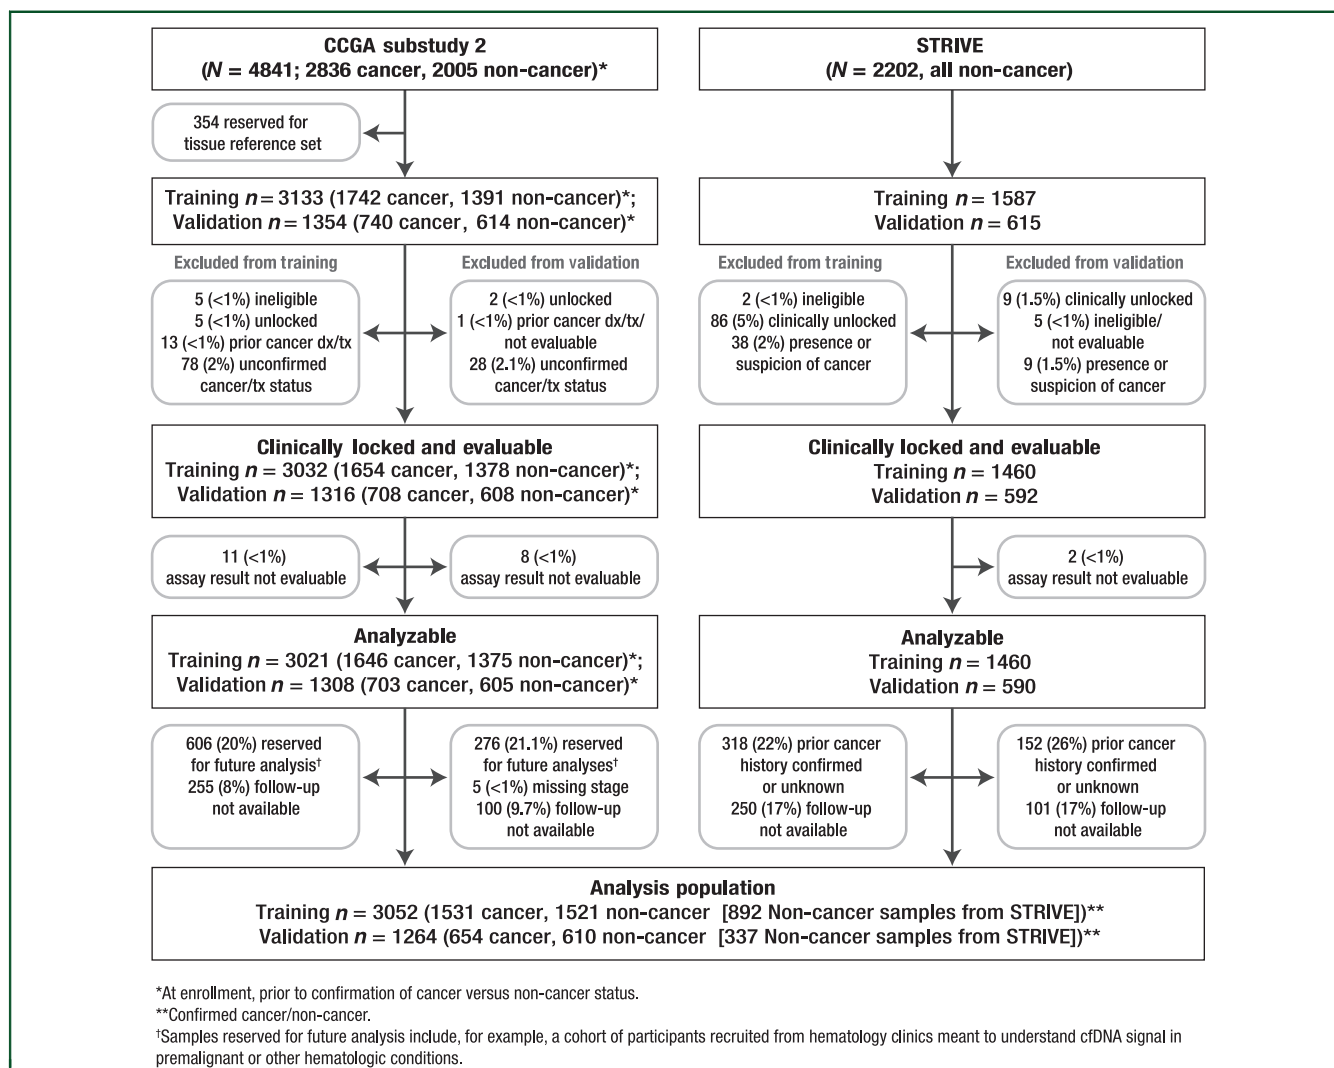 CCGA substudy 2
(N = 4841; 2836 cancer, 2005 non-cancer)*
STRIVE
(N = 2202, all non-cancer)
354 reserved for
tissue reference set
Training n = 3133 (1742 cancer, 1391 non-cancer)*;
Validation n = 1354 (740 cancer, 614 non-cancer)*
Training n = 1587
Validation n = 615
Excluded from training
5 (<1%) ineligible
5 (<1%) unlocked
13 (<1%) prior cancer dx/tx
78 (2%) unconfirmed
cancer/tx status
Excluded from validation
2 (<1%) unlocked
1 (<1%) prior cancer dx/tx/
not evaluable
28 (2.1%) unconfirmed
cancer/tx status
Excluded from training
2 (<1%) ineligible
86 (5%) clinically unlocked
38 (2%) presence or
suspicion of cancer
Excluded from validation
9 (1.5%) clinically unlocked
5 (<1%) ineligible/
not evaluable
9 (1.5%) presence or
suspicion of cancer
Clinically locked and evaluable
Training n = 3032 (1654 cancer, 1378 non-cancer)*;
Validation n = 1316 (708 cancer, 608 non-cancer)*
Clinically locked and evaluable
Training n = 1460
Validation n = 592
11 (<1%)
assay result not evaluable
8 (<1%)
assay result not evaluable
2 (<1%)
assay result not evaluable
Analyzable
Training n = 3021 (1646 cancer, 1375 non-cancer)*;
Validation n = 1308 (703 cancer, 605 non-cancer)*
Analyzable
Training n = 1460
Validation n = 590
606 (20%) reserved
for future analysis†
255 (8%) follow-up
not available
276 (21.1%) reserved
for future analyses†
5 (<1%) missing stage
100 (9.7%) follow-up
not available
318 (22%) prior cancer
history confirmed
or unknown
250 (17%) follow-up
not available
152 (26%) prior cancer
history confirmed
or unknown
101 (17%) follow-up
not available
Analysis population
Training n = 3052 (1531 cancer, 1521 non-cancer [892 Non-cancer samples from STRIVE])**
Validation n = 1264 (654 cancer, 610 non-cancer [337 Non-cancer samples from STRIVE])**
*At enrollment, prior to confirmation of cancer versus non-cancer status.
**Confirmed cancer/non-cancer.
†Samples reserved for future analysis include, for example, a cohort of participants recruited from hematology clinics meant to understand cfDNA signal in
premalignant or other hematologic conditions.